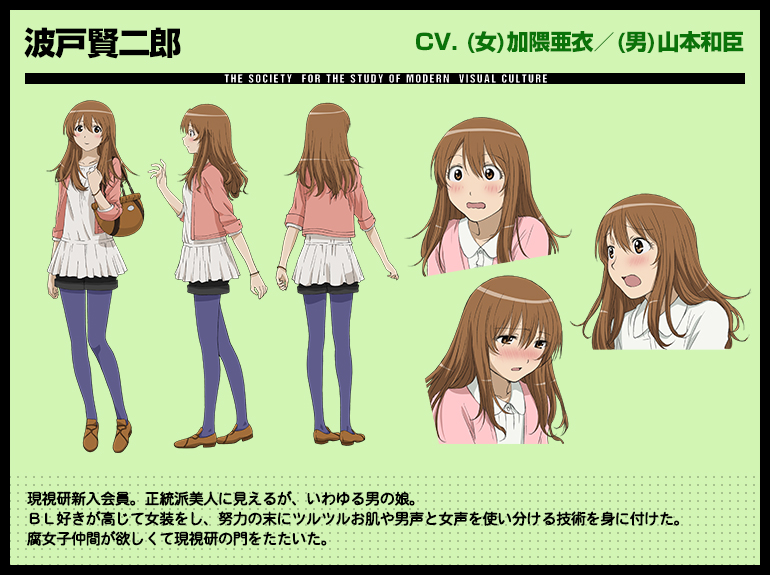 波戸賢二郎
CV. (女)加隈亜衣／(男)山本和臣
THE SOCIETY FOR THE STUDY OF MODERN VISUAL CULTURE
現視研新入会員。正統派美人に見えるが、いわゆる男の娘。
ＢＬ好きが高じて女装をし、努力の末にツルツルお肌や男声と女声を使い分ける技術を身に付けた。
腐女子仲間が欲しくて現視研の門をたたいた。